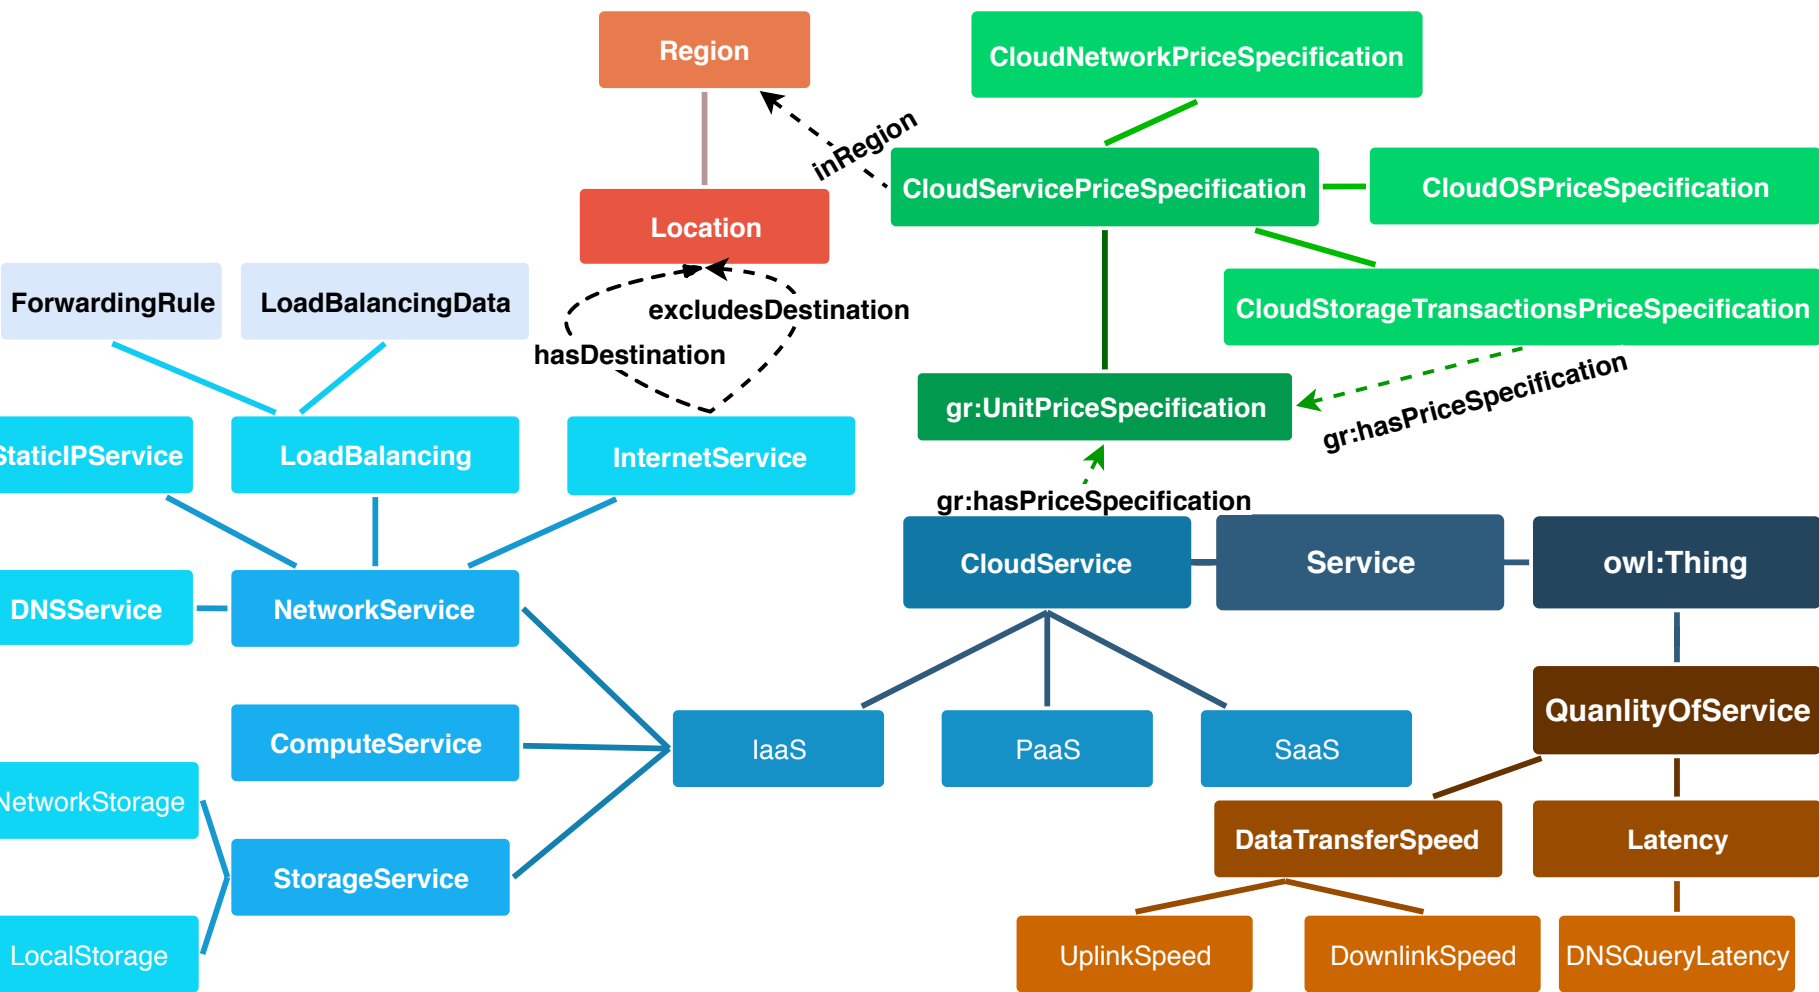 Region
CloudNetworkPriceSpecification
inRegion
CloudServicePriceSpecification
CloudOSPriceSpecification
Location
ForwardingRule
LoadBalancingData
excludesDestination
CloudStorageTransactionsPriceSpecification
hasDestination
gr:UnitPriceSpecification
gr:hasPriceSpecification
StaticIPService
LoadBalancing
InternetService
gr:hasPriceSpecification
CloudService
Service
owl:Thing
DNSService
NetworkService
QuanlityOfService
ComputeService
IaaS
PaaS
SaaS
NetworkStorage
DataTransferSpeed
Latency
StorageService
LocalStorage
UplinkSpeed
DownlinkSpeed
DNSQueryLatency